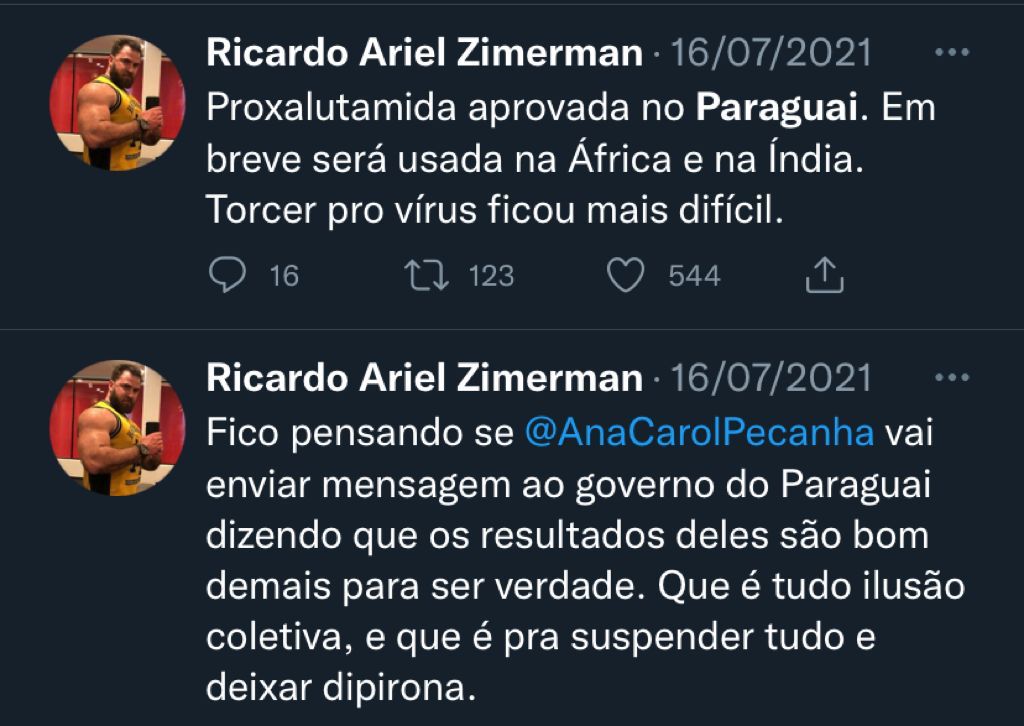 Ricardo Ariel Zimerman · 16/07/2021 •••
Proxalutamida aprovada no Paraguai. Em
breve será usada na África e na Índia.
Torcer pro vírus ficou mais difícil.
16 123 544
Ricardo Ariel Zimerman · 16/07/2021 •••
Fico pensando se @AnaCarolPecanha vai
enviar mensagem ao governo do Paraguai
dizendo que os resultados deles são bom
demais para ser verdade. Que é tudo ilusão
coletiva, e que é pra suspender tudo e
deixar dipirona.